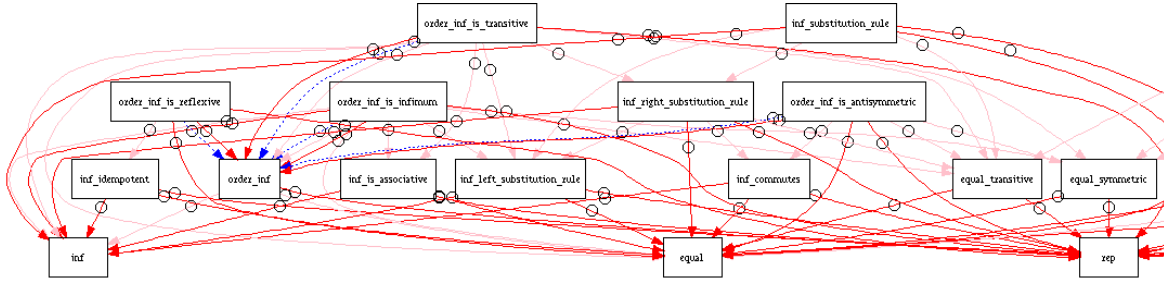 order_inf_is_transitive
inf_substitution_rule
order_inf_is_reflexive
order_inf_is_infimum
inf_right_substitution_rule
order_inf_is_antisymmetric
inf_idempotent
order_inf
inf_is_associative
inf_left_substitution_rule
inf_commutes
equal_transitive
equal_symmetric
inf
equal
rep